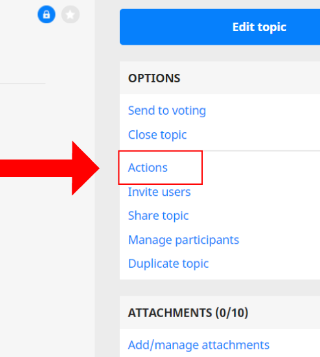 Edit topic
OPTIONS
Send to voting
Close topic
Actions
Invite users
Share topic
Manage participants
Duplicate topic
ATTACHMENTS (0/10)
Add/manage attachments